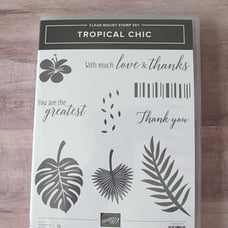 CLEAR-MOUNT STAMP SET
TROPICAL CHIC
With much love & thanks
You are the
greatest
Thank you